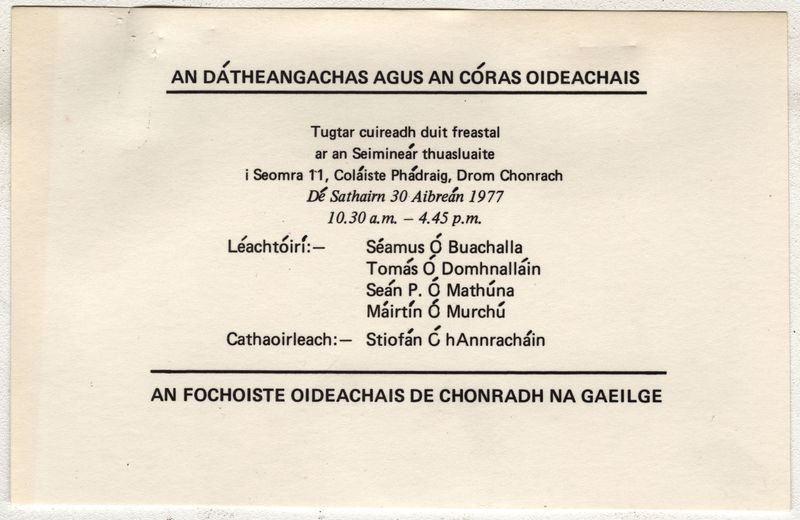 AN DÁTHEANGACHAS AGUS AN CÓRAS OIDEACHAIS
Tugtar cuireadh duit freastal
ar an Seimineár thuasluaite
i Seomra 11, Coláiste Phádraig, Drom Chonrach
Dé Sathairn 30 Aibreán 1977
10.30 a.m. – 4.45 p.m.
Léachtóirí:— Séamus Ó Buachalla
Tomás Ó Domhnalláin
Seán P. Ó Mathúna
Máirtín Ó Murchú
Cathaoirleach:— Stiofán Ó hAnnracháin
AN FOCHOISTE OIDEACHAIS DE CHONRADH NA GAEILGE